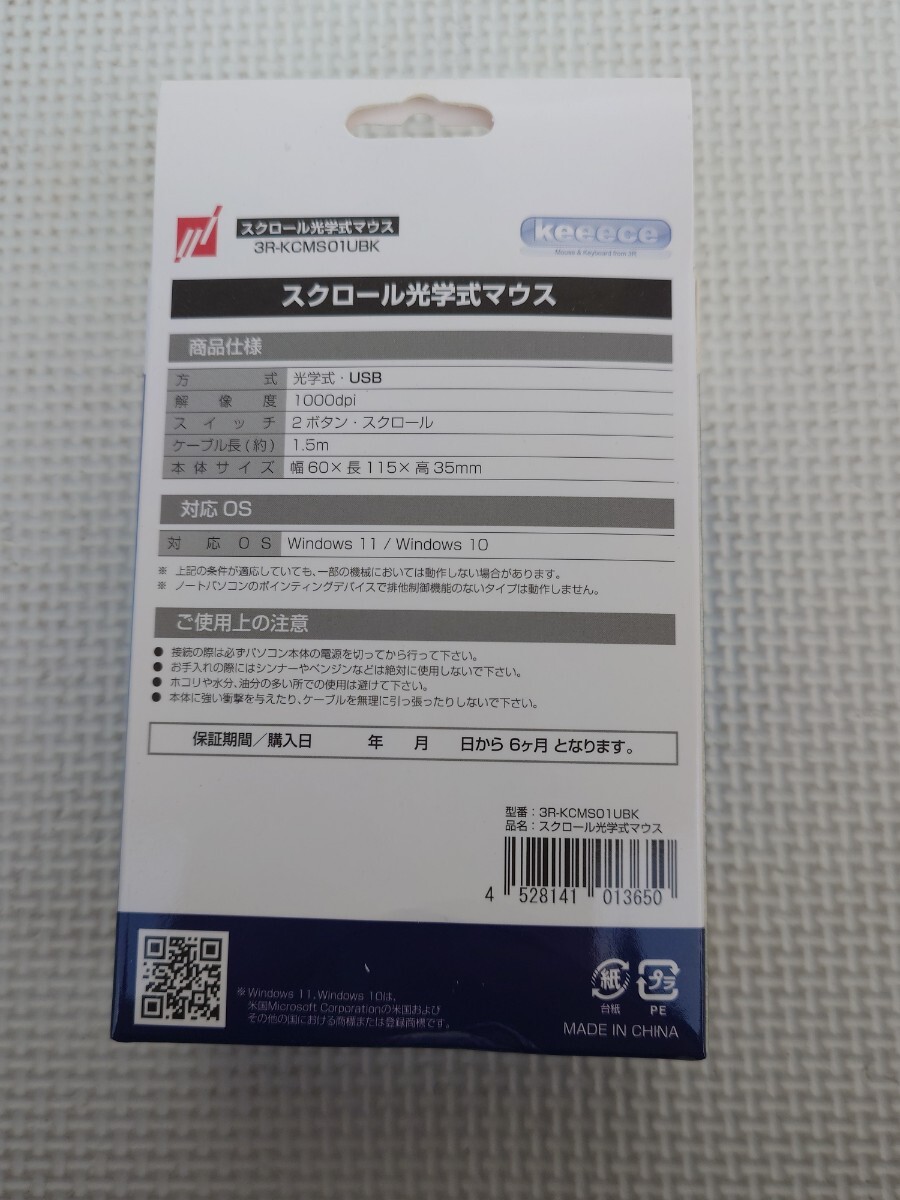 スクロール光学式マウス
3R-KCMS01UBK
keeece
Mouse & Keyboard from 3R
スクロール光学式マウス
商品仕様
方式 光学式・USB
解像度 1000dpi
スイッチ 2ボタン・スクロール
ケーブル長(約) 1.5m
本体サイズ 幅60×長115×高35mm
対応OS
対応OS Windows 11 / Windows 10
※ 上記の条件が適応していても、一部の機械においては動作しない場合があります。
※ ノートパソコンのポインティングデバイスで排他制御機能のないタイプは動作しません。
ご使用上の注意
● 接続の際は必ずパソコン本体の電源を切ってから行って下さい。
● お手入れの際にはシンナーやベンジンなどは絶対に使用しないで下さい。
● ホコリや水分、油分の多い所での使用は避けて下さい。
● 本体に強い衝撃を与えたり、ケーブルを無理に引っ張ったりしないで下さい。
保証期間/購入日 年 月 日から6ヶ月となります。
型番:3R-KCMS01UBK
品名:スクロール光学式マウス
4 528141 013650
※Windows 11、Windows 10は、
米国Microsoft Corporationの米国および
その他の国における商標または登録商標です。
紙
台紙
プラ
PE
MADE IN CHINA